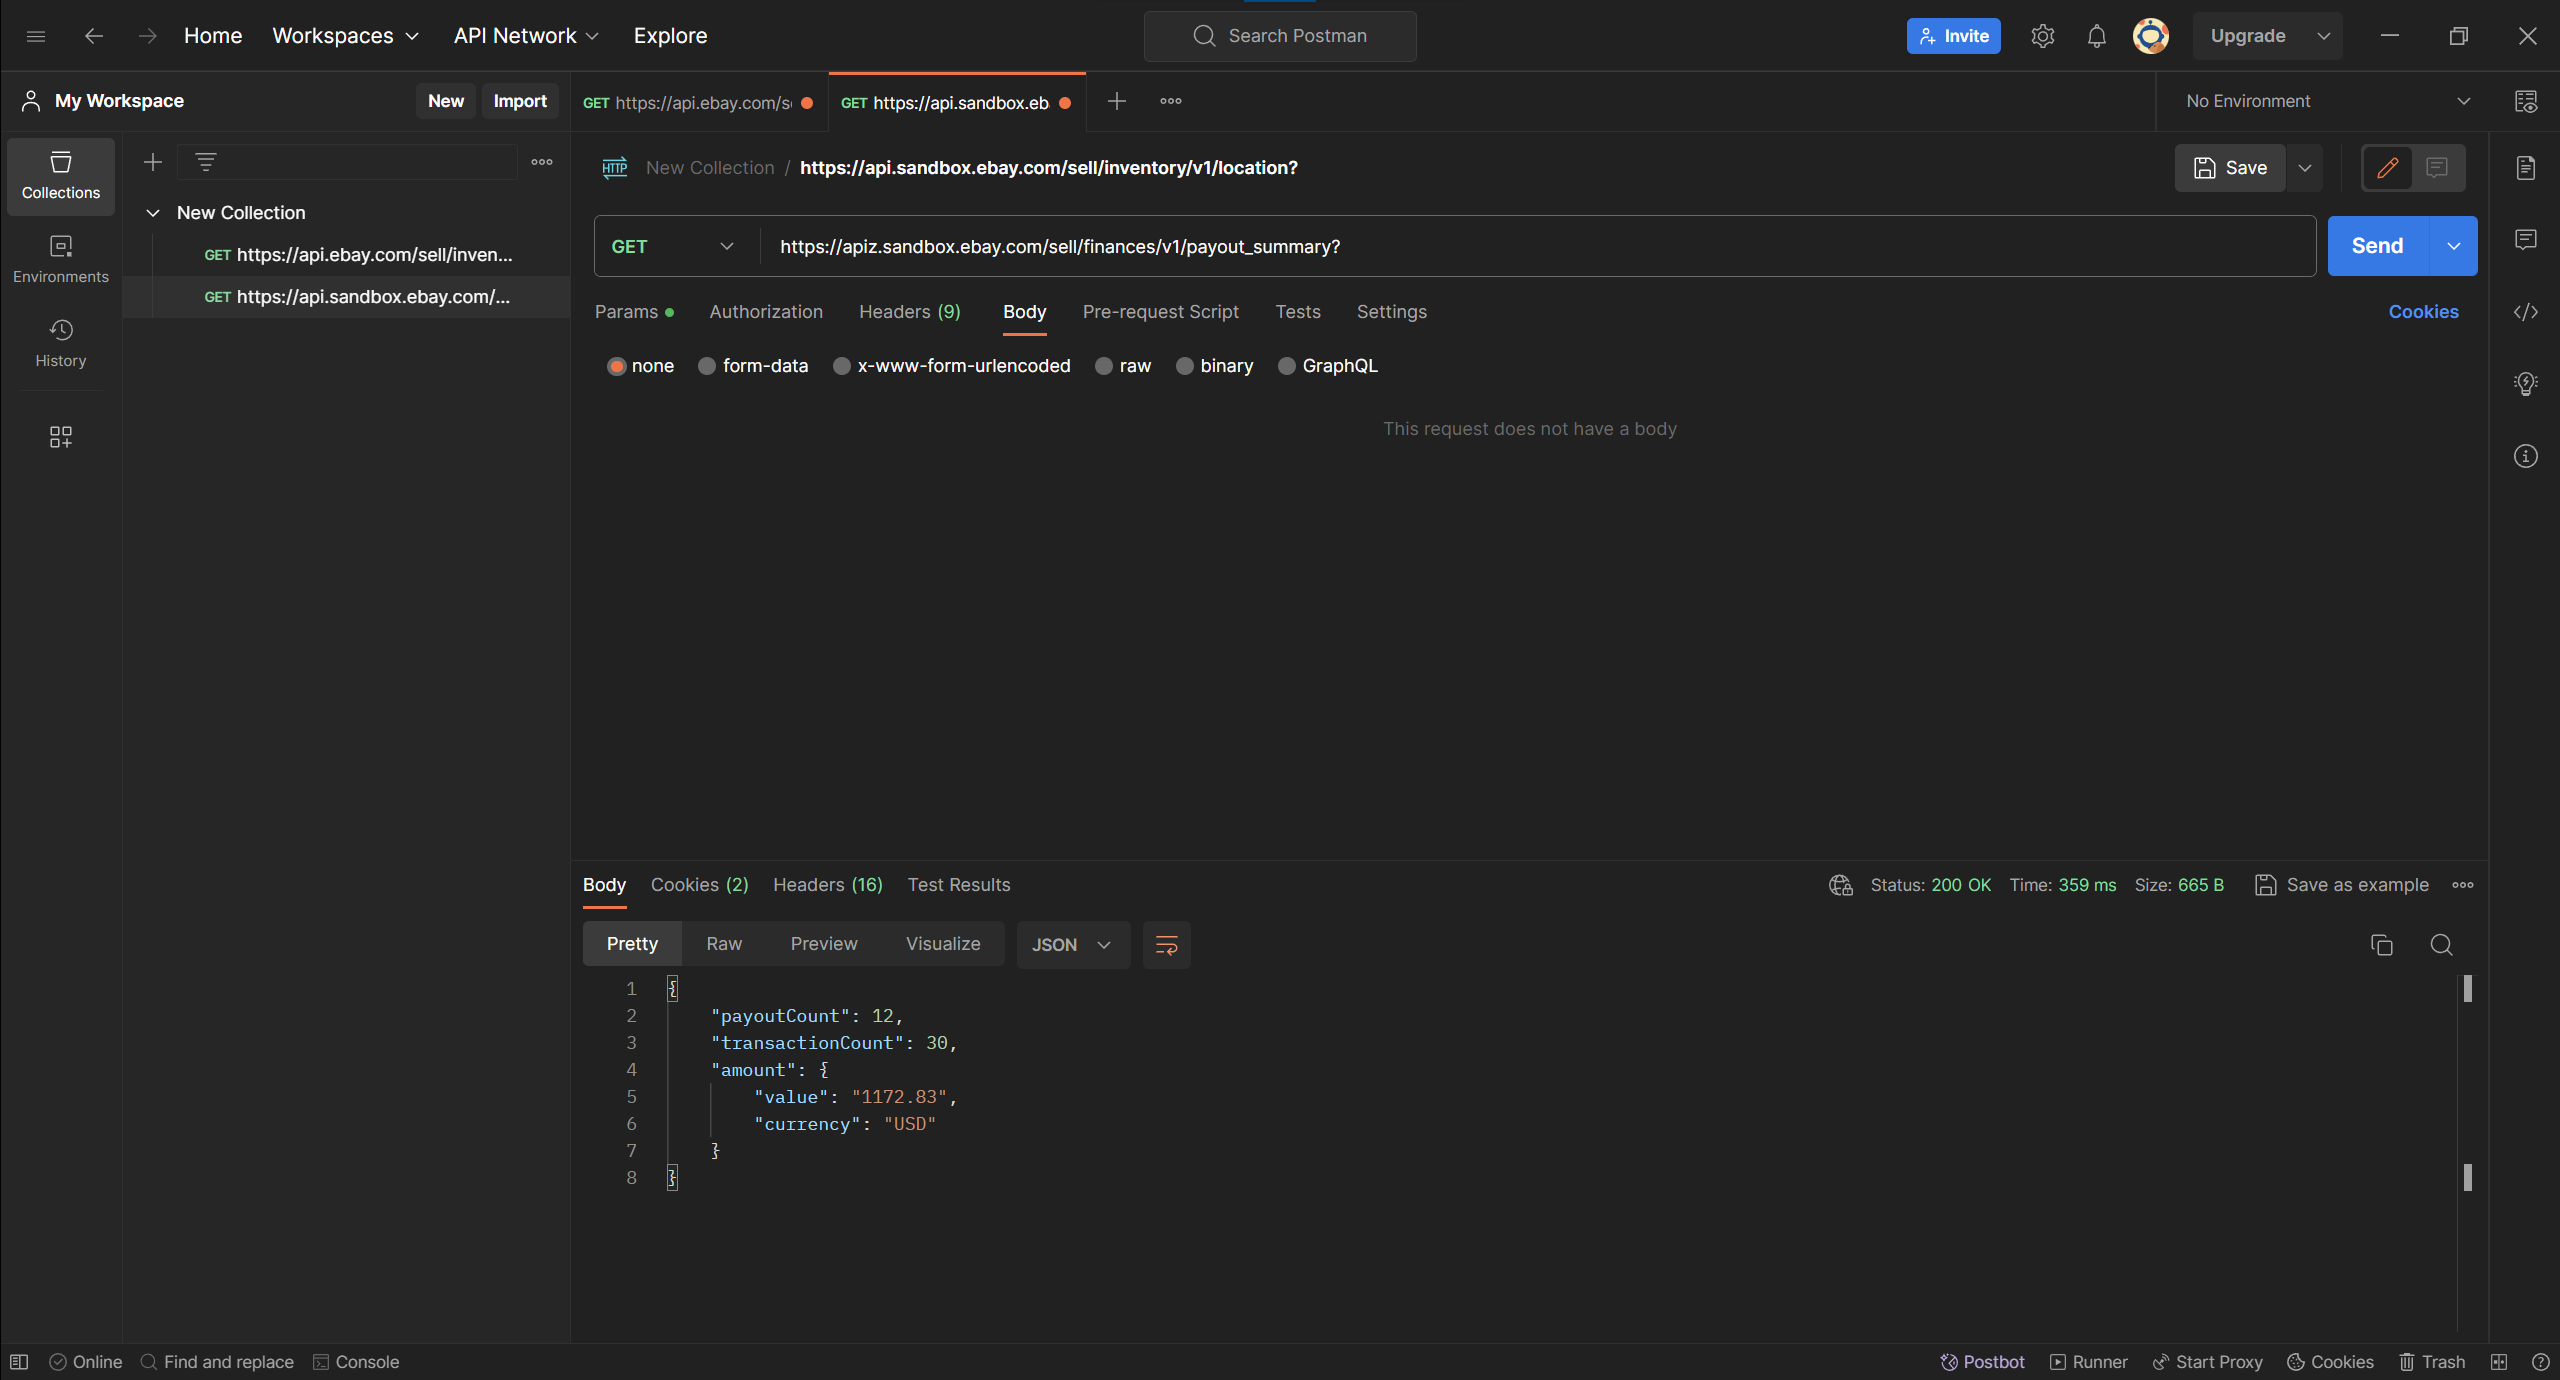 Home Workspaces API Network Explore Search Postman Invite Upgrade
My Workspace New Import GET https://api.ebay.com/s GET https://api.sandbox.eb No Environment
Collections
Environments
History
New Collection
GET https://api.ebay.com/sell/inven...
GET https://api.sandbox.ebay.com/...
HTTP New Collection / https://api.sandbox.ebay.com/sell/inventory/v1/location? Save
GET https://apiz.sandbox.ebay.com/sell/finances/v1/payout_summary? Send
Params Authorization Headers (9) Body Pre-request Script Tests Settings Cookies
none form-data x-www-form-urlencoded raw binary GraphQL
This request does not have a body
Body Cookies (2) Headers (16) Test Results Status: 200 OK Time: 359 ms Size: 665 B Save as example
Pretty Raw Preview Visualize JSON
1 {
2 "payoutCount": 12,
3 "transactionCount": 30,
4 "amount": {
5 "value": "1172.83",
6 "currency": "USD"
7 }
8 }
Online Find and replace Console Postbot Runner Start Proxy Cookies Trash